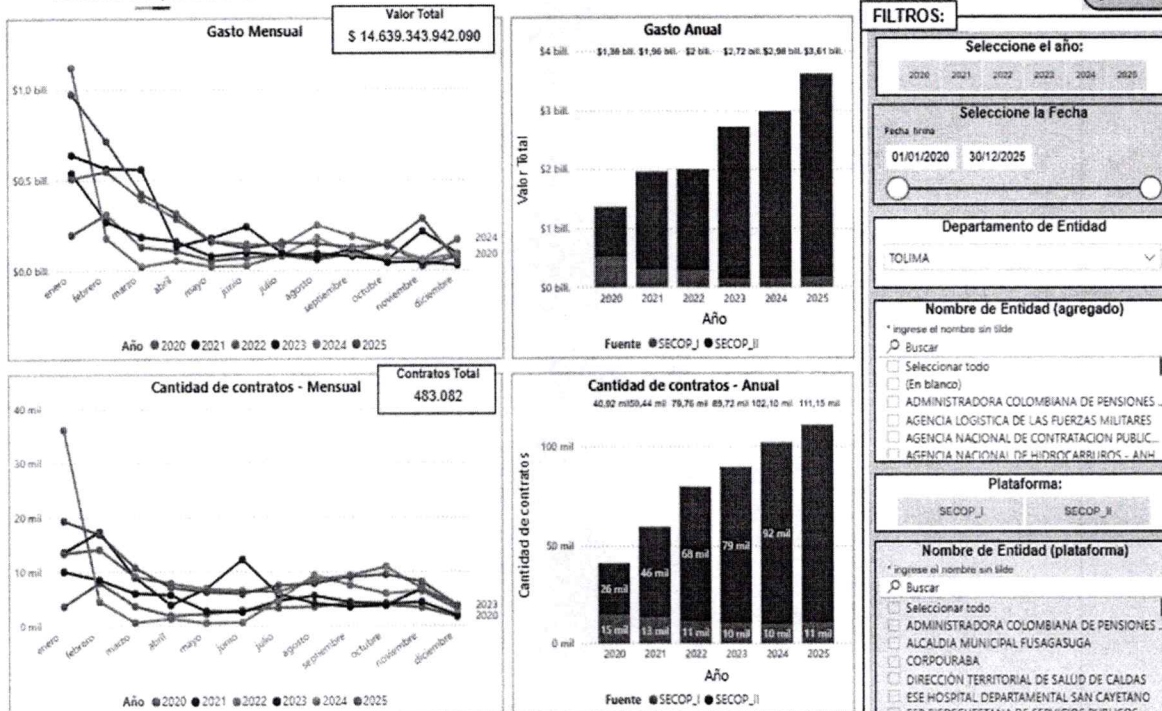 Gasto Mensual
Valor Total
$ 14.639.343.942.090
$1,0 bill.
$0,5 bill.
$0,0 bill.
2024
2020
enero
febrero
marzo
abril
mayo
junio
julio
agosto
septiembre
octubre
noviembre
diciembre
Año 2020 2021 2022 2023 2024 2025
Gasto Anual
$4 bill.
$1,36 bill. $1,96 bill. $2 bill. $2,72 bill. $2,98 bill. $3,61 bill.
$3 bill.
$2 bill.
$1 bill.
$0 bill.
Valor Total
2020 2021 2022 2023 2024 2025
Año
Fuente SECOP_I SECOP_II
Cantidad de contratos - Mensual
Contratos Total
483.082
40 mil
30 mil
20 mil
10 mil
0 mil
2023
2020
enero
febrero
marzo
abril
mayo
junio
julio
agosto
septiembre
octubre
noviembre
diciembre
Año 2020 2021 2022 2023 2024 2025
Cantidad de contratos - Anual
40,92 mil 79,76 mil 89,72 mil 102,10 mil 111,15 mil
100 mil
50 mil
0 mil
Cantidad de contratos
26 mil 46 mil 68 mil 79 mil 92 mil
15 mil 13 mil 11 mil 10 mil 10 mil 11 mil
2020 2021 2022 2023 2024 2025
Año
Fuente SECOP_I SECOP_II
FILTROS:
Seleccione el año:
2020 2021 2022 2023 2024 2025
Seleccione la Fecha
Fecha firma
01/01/2020 30/12/2025
Departamento de Entidad
TOLIMA
Nombre de Entidad (agregado)
* ingrese el nombre sin tilde
Buscar
Seleccionar todo
(En blanco)
ADMINISTRADORA COLOMBIANA DE PENSIONES ...
AGENCIA LOGISTICA DE LAS FUERZAS MILITARES
AGENCIA NACIONAL DE CONTRATACION PUBLIC...
AGENCIA NACIONAL DE HIDROCARBUROS - ANH
Plataforma:
SECOP_I SECOP_II
Nombre de Entidad (plataforma)
* ingrese el nombre sin tilde
Buscar
Seleccionar todo
ADMINISTRADORA COLOMBIANA DE PENSIONES ...
ALCALDIA MUNICIPAL FUSAGASUGA
CORPOURABA
DIRECCIÓN TERRITORIAL DE SALUD DE CALDAS
ESE HOSPITAL DEPARTAMENTAL SAN CAYETANO